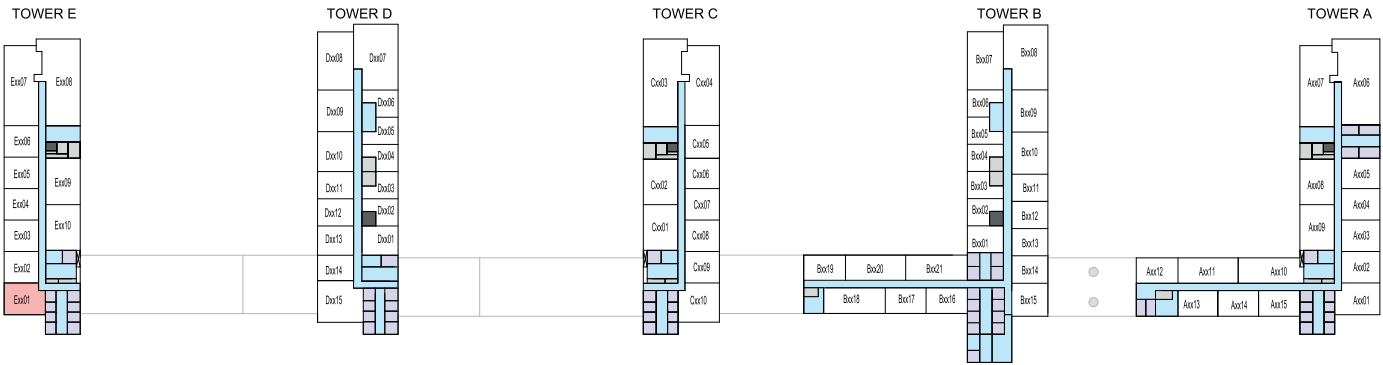 TOWER E
Exx07
Exx08
Exx06
Exx05
Exx09
Exx04
Exx03
Exx10
Exx02
Exx01
TOWER D
Dxx08
Dxx07
Dxx09
Dxx06
Dxx05
Dxx10
Dxx04
Dxx11
Dxx03
Dxx12
Dxx02
Dxx13
Dxx01
Dxx14
Dxx15
TOWER C
Cxx03
Cxx04
Cxx05
Cxx02
Cxx06
Cxx07
Cxx01
Cxx08
Cxx09
Cxx10
TOWER B
Bxx07
Bxx08
Bxx06
Bxx09
Bxx05
Bxx04
Bxx10
Bxx03
Bxx11
Bxx02
Bxx12
Bxx01
Bxx13
Bxx19
Bxx20
Bxx21
Bxx14
Bxx18
Bxx17
Bxx16
Bxx15
TOWER A
Axx07
Axx06
Axx05
Axx08
Axx04
Axx09
Axx03
Axx12
Axx11
Axx10
Axx02
Axx13
Axx14
Axx15
Axx01